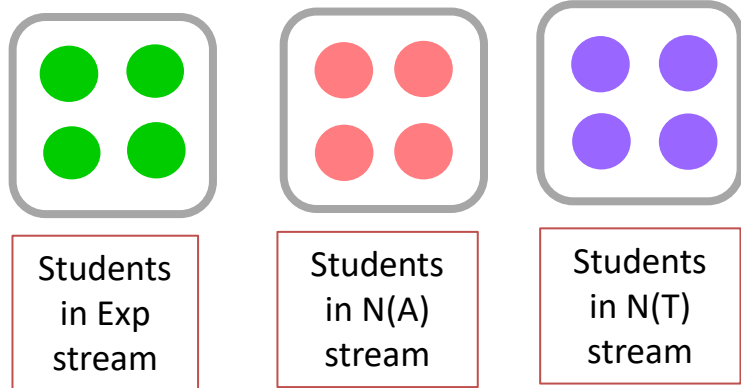 Students
in Exp
stream
Students
in N(A)
stream
Students
in N(T)
stream